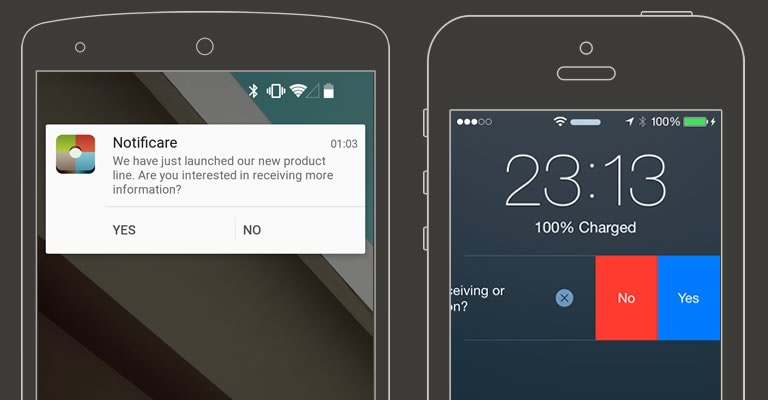 Notificare 01:03
We have just launched our new product
line. Are you interested in receiving more
information?
YES NO
100%
23:13
100% Charged
ceiving or
on?
No Yes